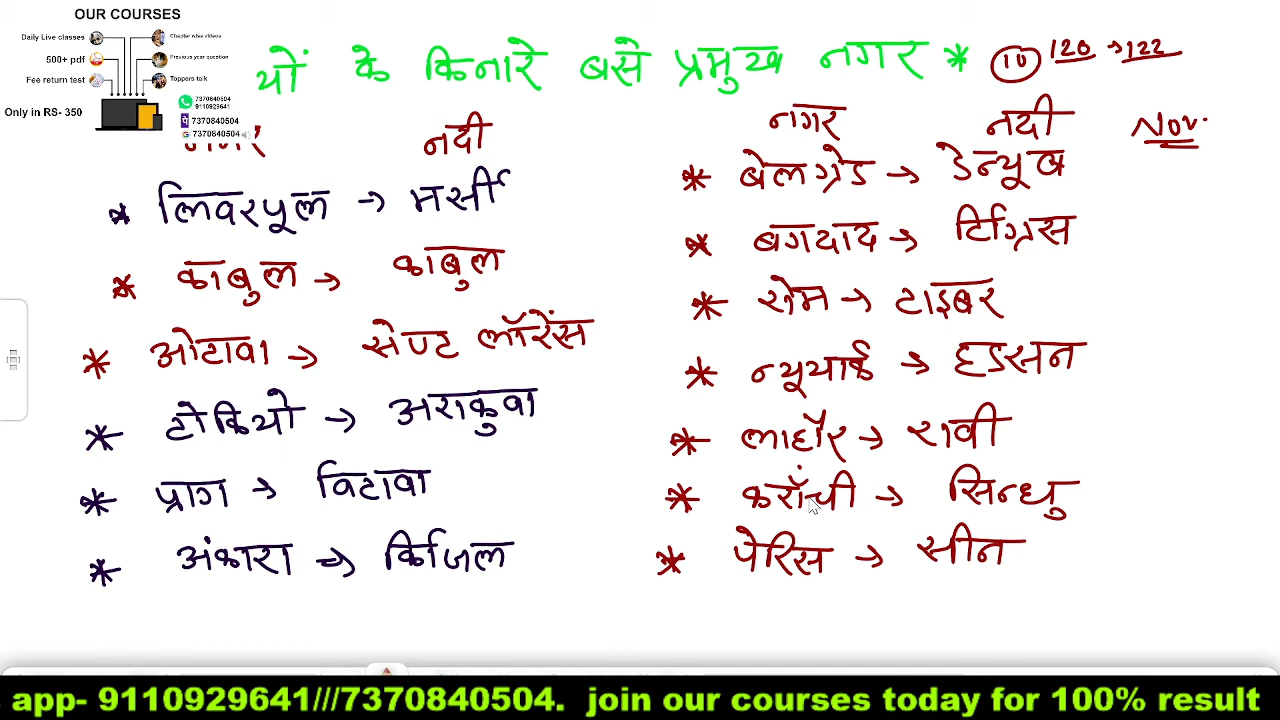 OUR COURSES
Daily Live classes
Chapter wise videos
500+ pdf
Previous year question
Fee return test
Toppers talk
Only in RS- 350
7370840504
9110929641
7370840504
7370840504
यों के किनारे बसे प्रमुख नगर * 10 120 → 122
नदी
* लिवरपूल → मर्सी
* काबुल → काबुल
* ओटावा → सेण्ट लॉरेंस
* टोकियो → अराकुवा
* प्राग → विटावा
* अंकारा → किजिल
नगर नदी Nov.
* बेलग्रेड → डेन्यूब
* बगदाद → टिग्रिस
* रोम → टाइबर
* न्यूयार्क → हडसन
* लाहौर → रावी
* कराँची → सिन्धु
* पेरिस → सीन
app- 9110929641///7370840504. join our courses today for 100% result